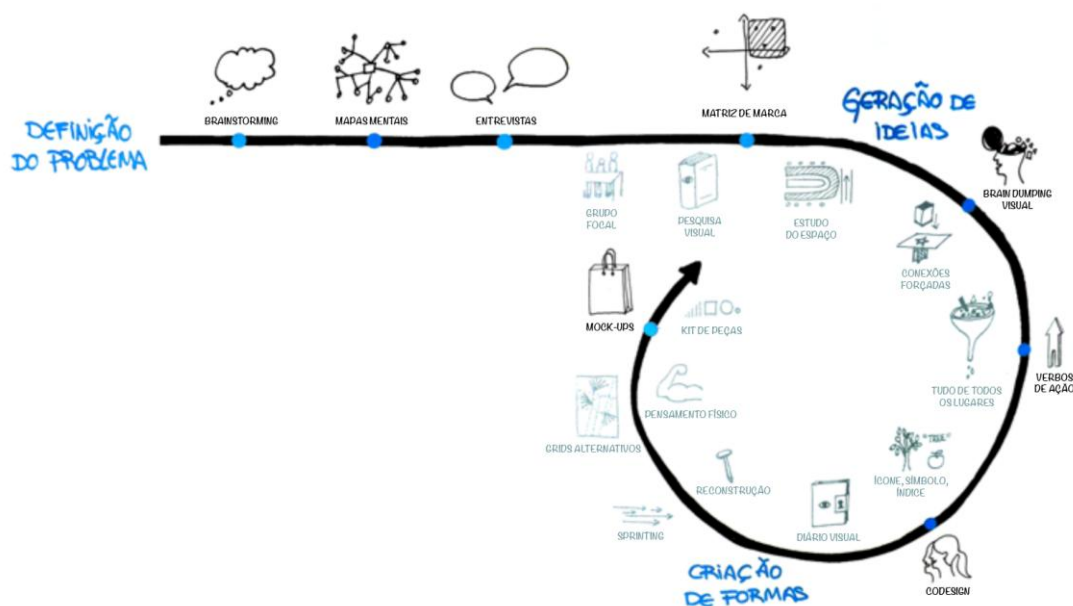 DEFINIÇÃO
DO PROBLEMA
BRAINSTORMING
MAPAS MENTAIS
ENTREVISTAS
MATRIZ DE MARCA
GERAÇÃO DE
IDEIAS
BRAIN DUMPING
VISUAL
GRUPO
FOCAL
PESQUISA
VISUAL
ESTUDO
DO ESPAÇO
CONEXÕES
FORÇADAS
MOCK-UPS
KIT DE PEÇAS
TUDO DE TODOS
OS LUGARES
VERBOS
DE AÇÃO
PENSAMENTO FÍSICO
GRIDS ALTERNATIVOS
"TREE"
ÍCONE, SÍMBOLO,
ÍNDICE
RECONSTRUÇÃO
SPRINTING
DIÁRIO VISUAL
CRIAÇÃO
DE FORMAS
CODESIGN